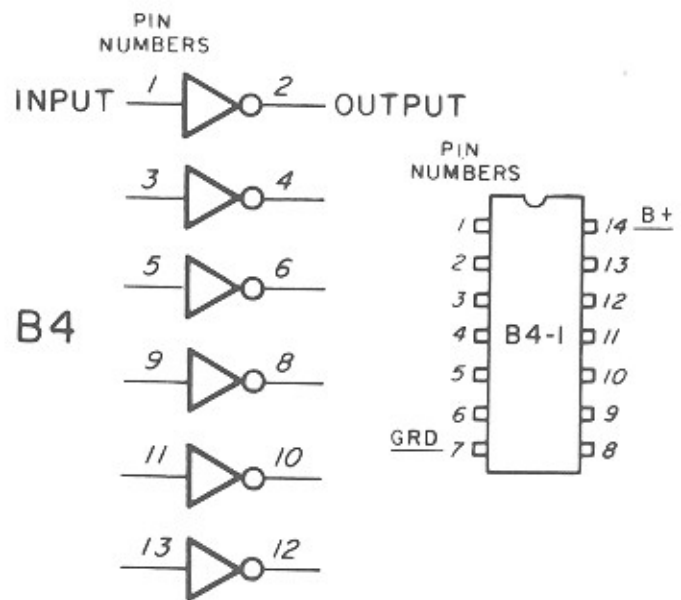 PIN
NUMBERS
INPUT 1 2 OUTPUT
3 4
5 6
B4
9 8
11 10
13 12
PIN
NUMBERS
1 14 B+
2 13
3 12
4 B4-1 11
5 10
6 9
GRD 7 8